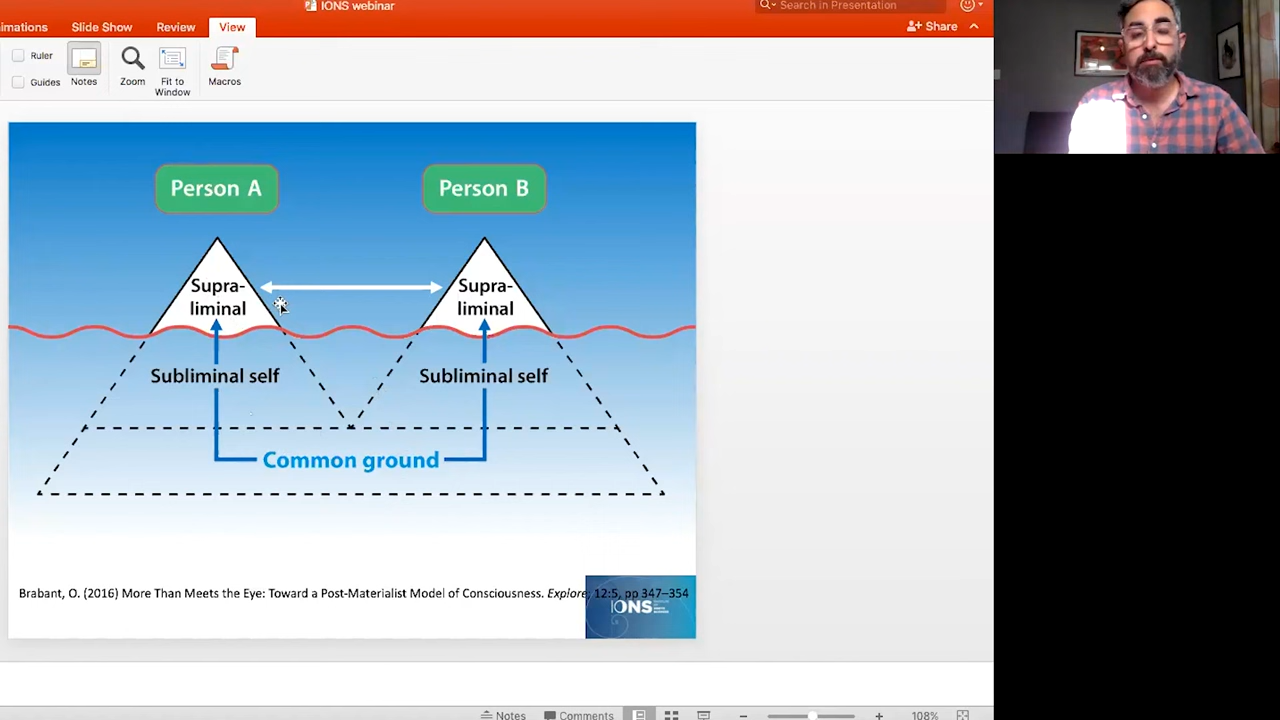 IONS webinar
Search in Presentation
nimations Slide Show Review View
Share
Ruler
Guides
Notes
Zoom
Fit to
Window
Macros
Person A
Person B
Supra-
liminal
Supra-
liminal
Subliminal self
Subliminal self
Common ground
Brabant, O. (2016) More Than Meets the Eye: Toward a Post-Materialist Model of Consciousness. Explore; 12:5, pp 347–354
IONS
Notes
Comments
108%